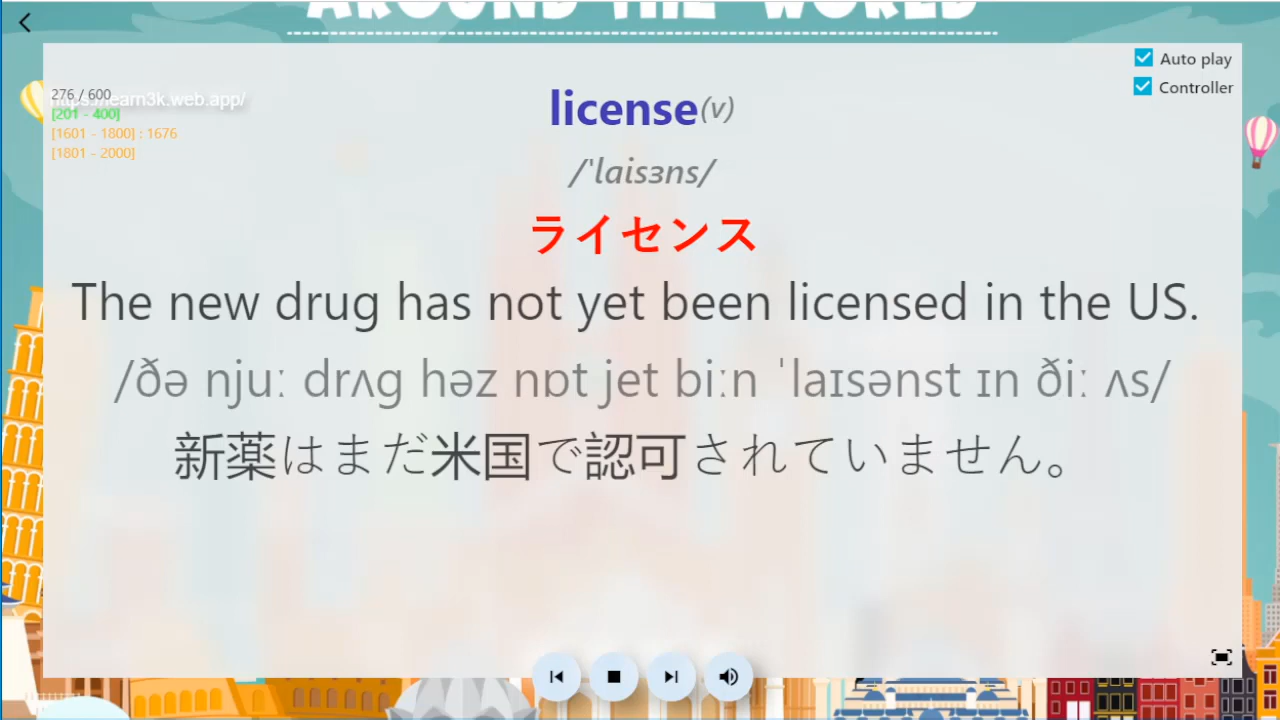 AROUND THE WORLD
Auto play
Controller
276 / 600
https://learn3k.web.app/
[201 - 400]
[1601 - 1800] : 1676
[1801 - 2000]
license(v)
/ˈlaisɜns/
ライセンス
The new drug has not yet been licensed in the US.
/ðə njuː drʌg həz nɒt jet biːn ˈlaɪsənst ɪn ðiː ʌs/
新薬はまだ米国で認可されていません。